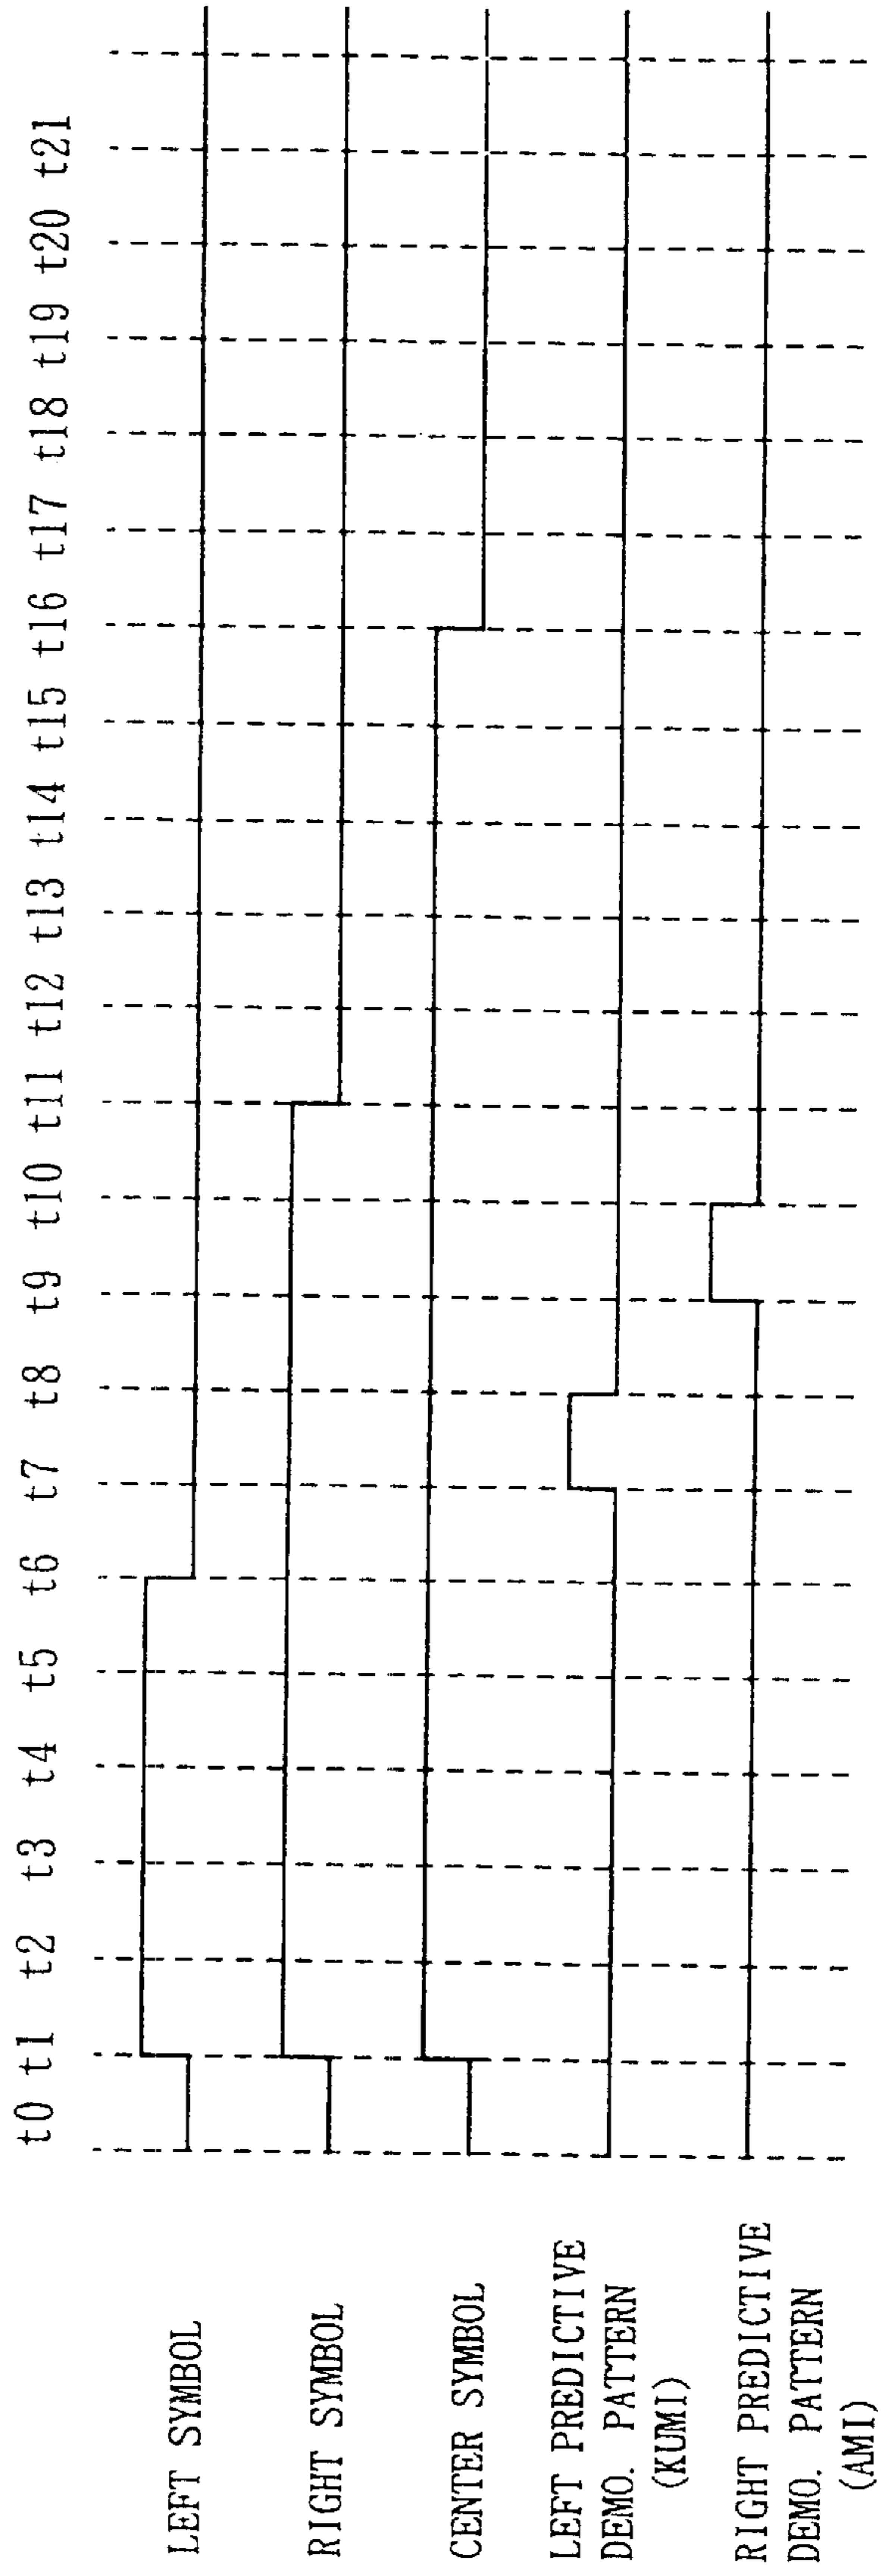 t0 t1 t2 t3 t4 t5 t6 t7 t8 t9 t10 t11 t12 t13 t14 t15 t16 t17 t18 t19 t20 t21
LEFT SYMBOL
RIGHT SYMBOL
CENTER SYMBOL
LEFT PREDICTIVE
DEMO. PATTERN
(KUMI)
RIGHT PREDICTIVE
DEMO. PATTERN
(AMI)